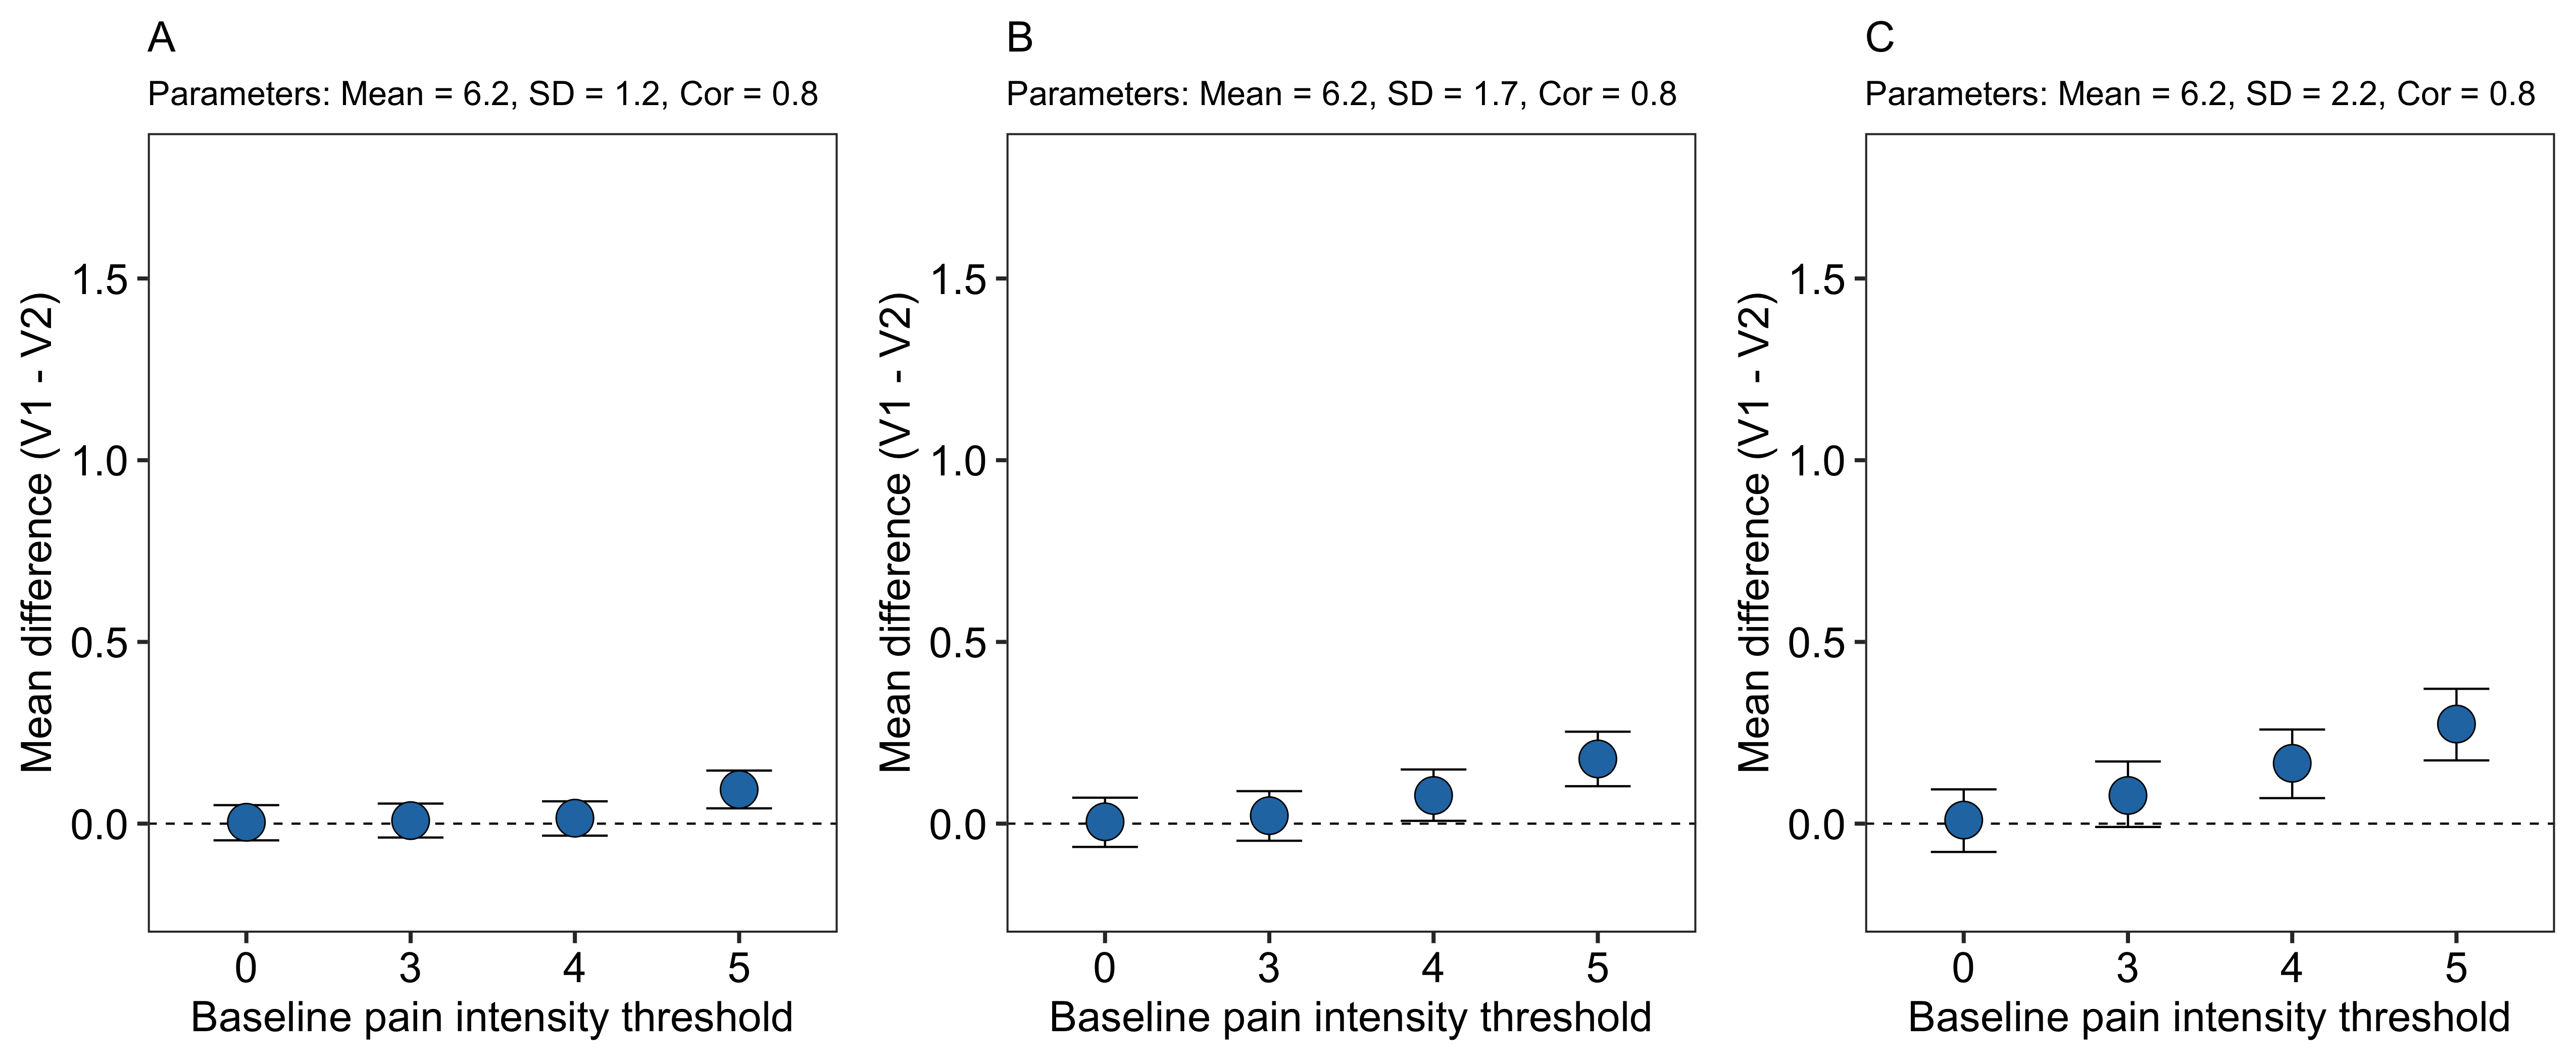 A
Parameters: Mean = 6.2, SD = 1.2, Cor = 0.8
Mean difference (V1 - V2)
1.5
1.0
0.5
0.0
0 3 4 5
Baseline pain intensity threshold
B
Parameters: Mean = 6.2, SD = 1.7, Cor = 0.8
Mean difference (V1 - V2)
1.5
1.0
0.5
0.0
0 3 4 5
Baseline pain intensity threshold
C
Parameters: Mean = 6.2, SD = 2.2, Cor = 0.8
Mean difference (V1 - V2)
1.5
1.0
0.5
0.0
0 3 4 5
Baseline pain intensity threshold